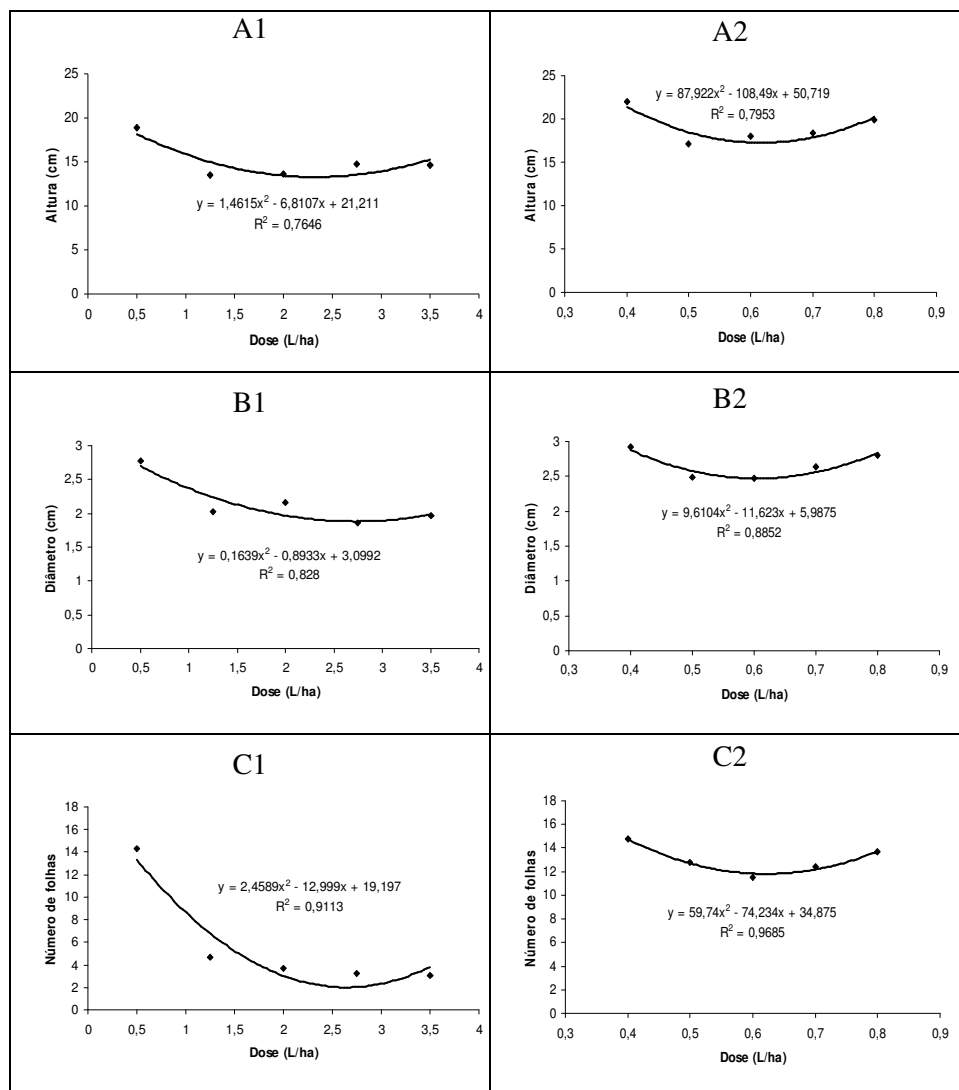 A1
25
20
15
10
5
0
Altura (cm)
y = 1,4615x² - 6,8107x + 21,211
R² = 0,7646
0 0,5 1 1,5 2 2,5 3 3,5 4
Dose (L/ha)
A2
25
20
15
10
5
0
Altura (cm)
y = 87,922x² - 108,49x + 50,719
R² = 0,7953
0,3 0,4 0,5 0,6 0,7 0,8 0,9
Dose (L/ha)
B1
3
2,5
2
1,5
1
0,5
0
Diâmetro (cm)
y = 0,1639x² - 0,8933x + 3,0992
R² = 0,828
0 0,5 1 1,5 2 2,5 3 3,5 4
Dose (L/ha)
B2
3
2,5
2
1,5
1
0,5
0
Diâmetro (cm)
y = 9,6104x² - 11,623x + 5,9875
R² = 0,8852
0,3 0,4 0,5 0,6 0,7 0,8 0,9
Dose (L/ha)
C1
18
16
14
12
10
8
6
4
2
0
Número de folhas
y = 2,4589x² - 12,999x + 19,197
R² = 0,9113
0 0,5 1 1,5 2 2,5 3 3,5 4
Dose (L/ha)
C2
18
16
14
12
10
8
6
4
2
0
Número de folhas
y = 59,74x² - 74,234x + 34,875
R² = 0,9685
0,3 0,4 0,5 0,6 0,7 0,8 0,9
Dose (L/ha)